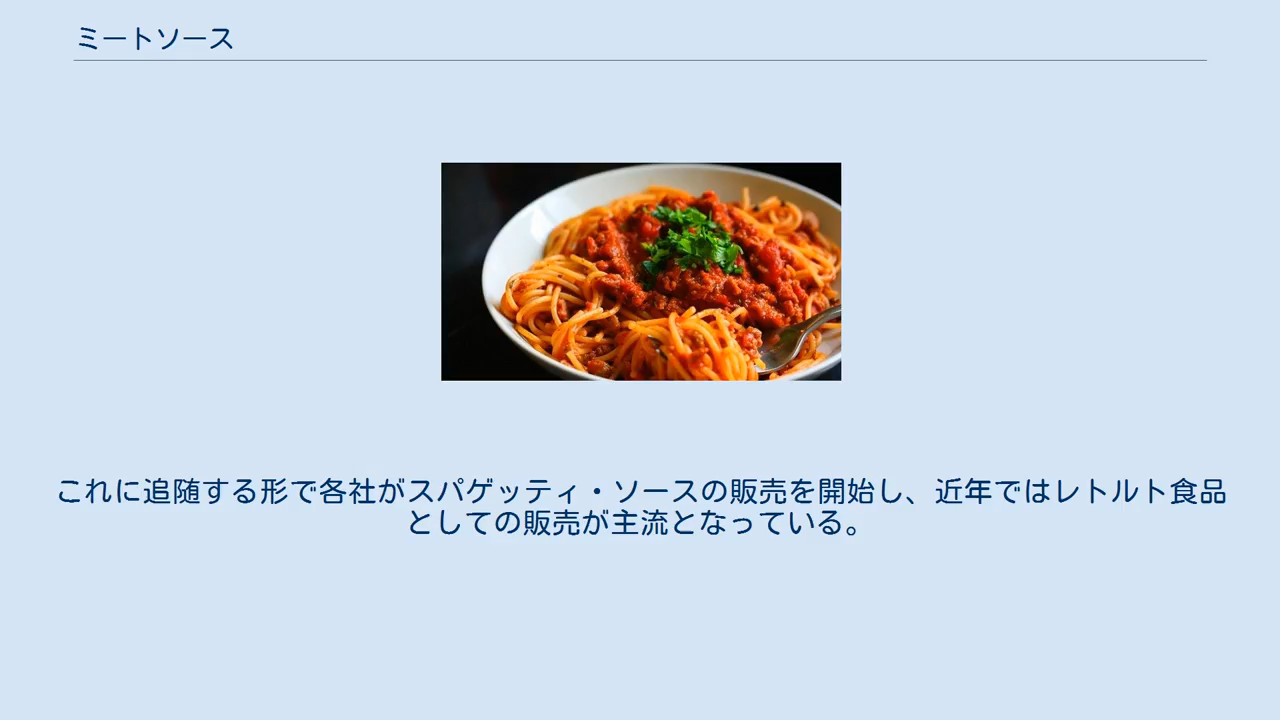 ミートソース
これに追随する形で各社がスパゲッティ・ソースの販売を開始し、近年ではレトルト食品
としての販売が主流となっている。